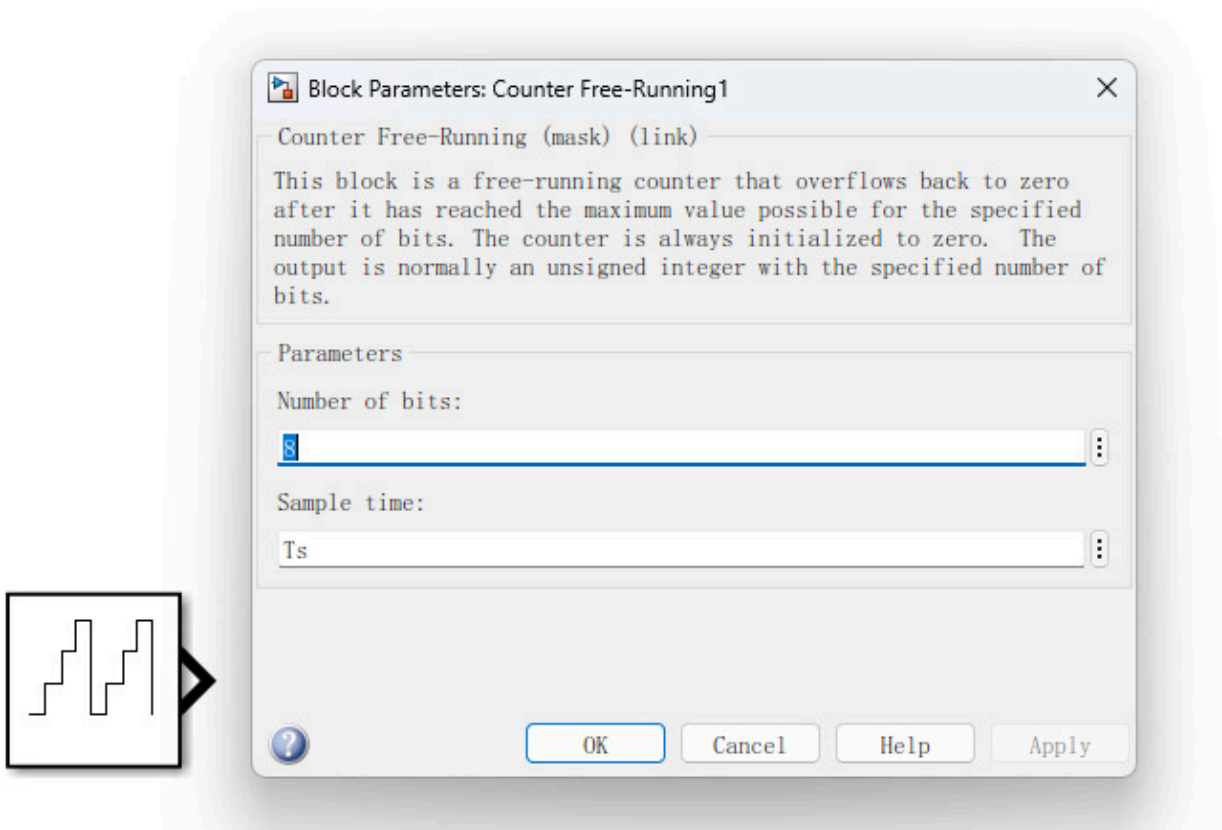 Block Parameters: Counter Free-Running1
Counter Free-Running (mask) (link)
This block is a free-running counter that overflows back to zero
after it has reached the maximum value possible for the specified
number of bits. The counter is always initialized to zero.  The
output is normally an unsigned integer with the specified number of
bits.
Parameters
Number of bits:
8
Sample time:
Ts
OK Cancel Help Apply